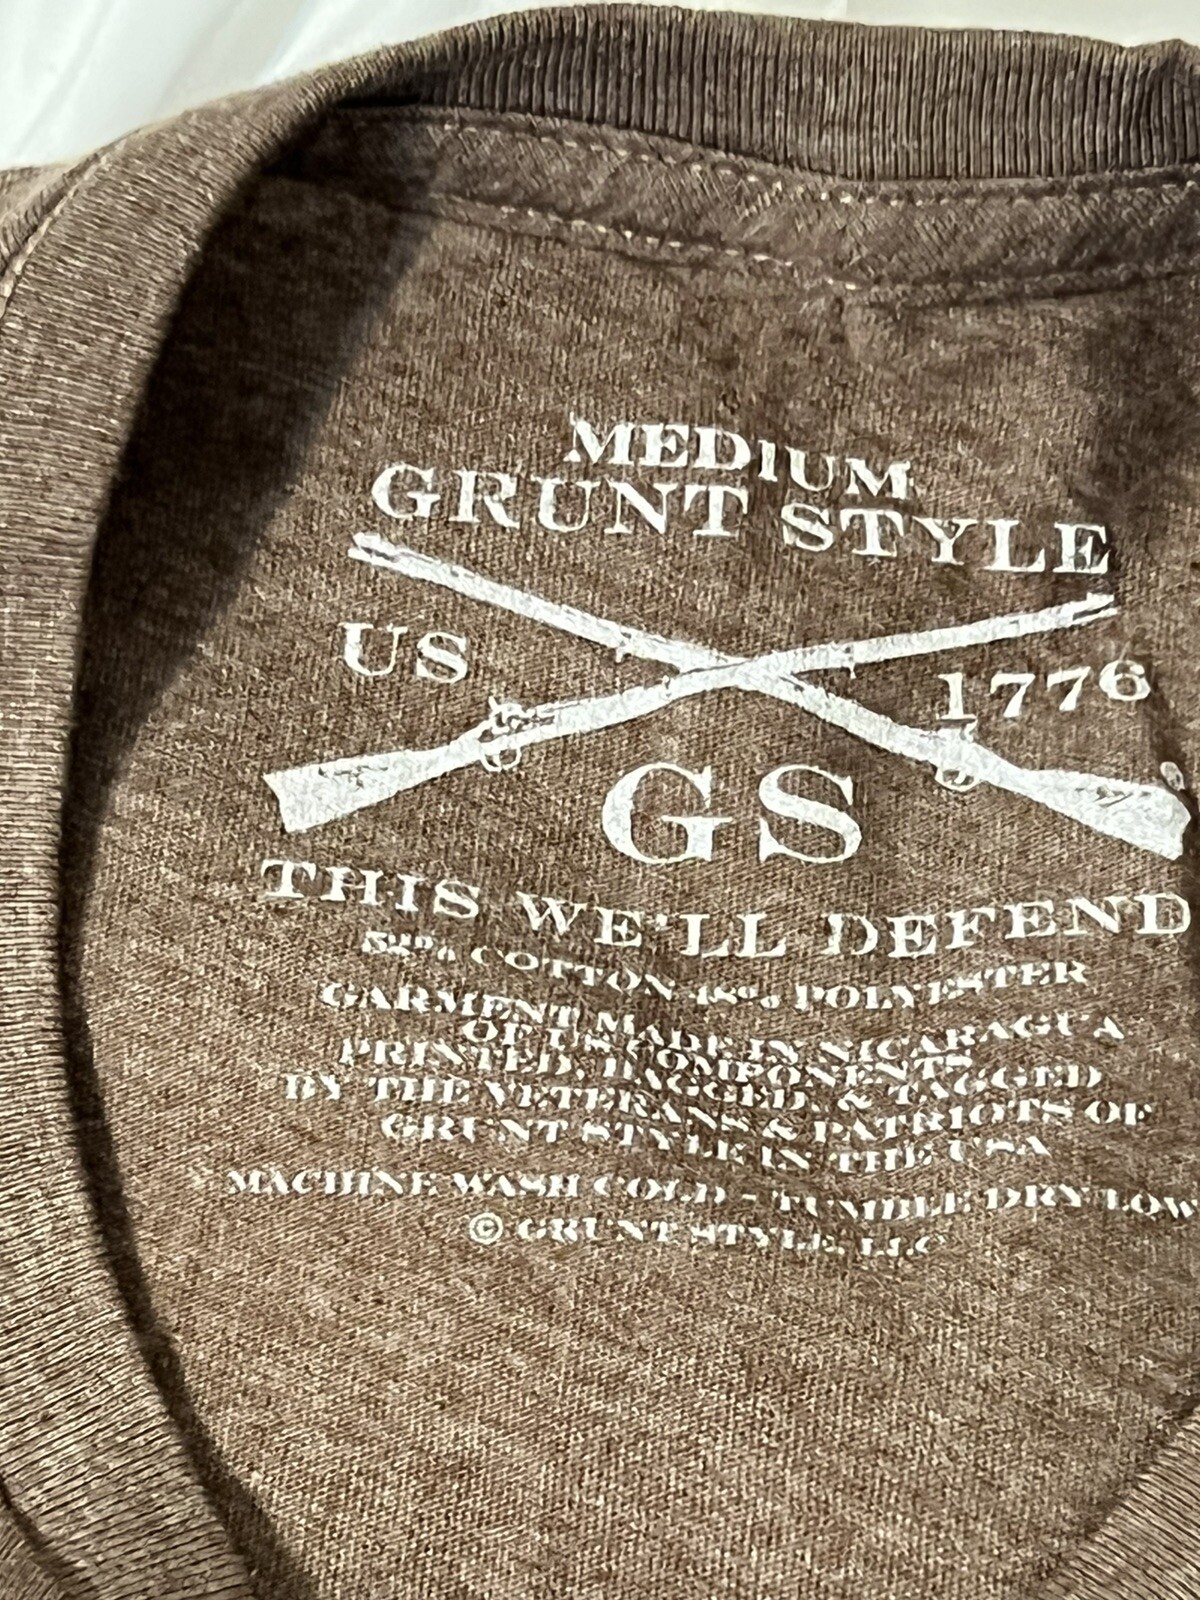 MEDIUM
GRUNT STYLE
US 1776
GS
THIS WE'LL DEFEND
52% COTTON 48% POLYESTER
GARMENT MADE IN NICARAGUA
OF US COMPONENTS
PRINTED, BAGGED, & TAGGED
BY THE VETERANS & PATRIOTS OF
GRUNT STYLE IN THE USA
MACHINE WASH COLD - TUMBLE DRY LOW
© GRUNT STYLE, LLC